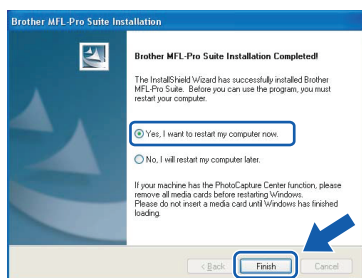 Brother MFL-Pro Suite Installation
Brother MFL-Pro Suite Installation Completed!
The InstallShield Wizard has successfully installed Brother
MFL-Pro Suite. Before you can use the program, you must
restart your computer.
Yes, I want to restart my computer now.
No, I will restart my computer later.
If your machine has the PhotoCapture Center function, please
remove all media cards before restarting Windows.
Please do not insert a media card until Windows has finished
loading.
< Back Finish Cancel